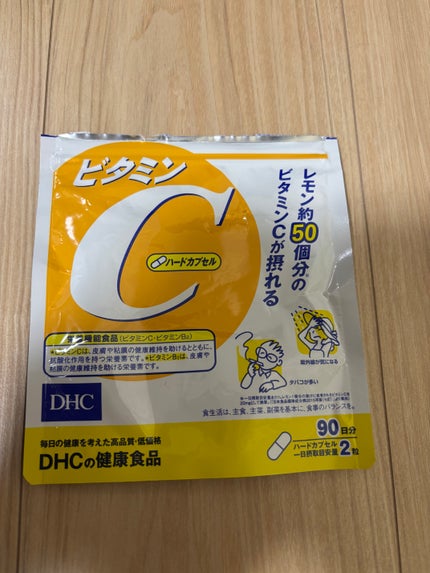 ビタミン
C
ハードカプセル
レモン約50個分の
ビタミンCが摂れる
栄養機能食品(ビタミンC・ビタミンB2)
*ビタミンCは、皮膚や粘膜の健康維持を助けるとともに、
抗酸化作用を持つ栄養素です。*ビタミンB2は、皮膚や
粘膜の健康維持を助ける栄養素です。
紫外線が気になる
タバコが多い
食生活は、主食、主菜、副菜を基本に、食事のバランスを。
DHC
毎日の健康を考えた高品質・低価格
DHCの健康食品
90日分
ハードカプセル
一日摂取目安量2粒